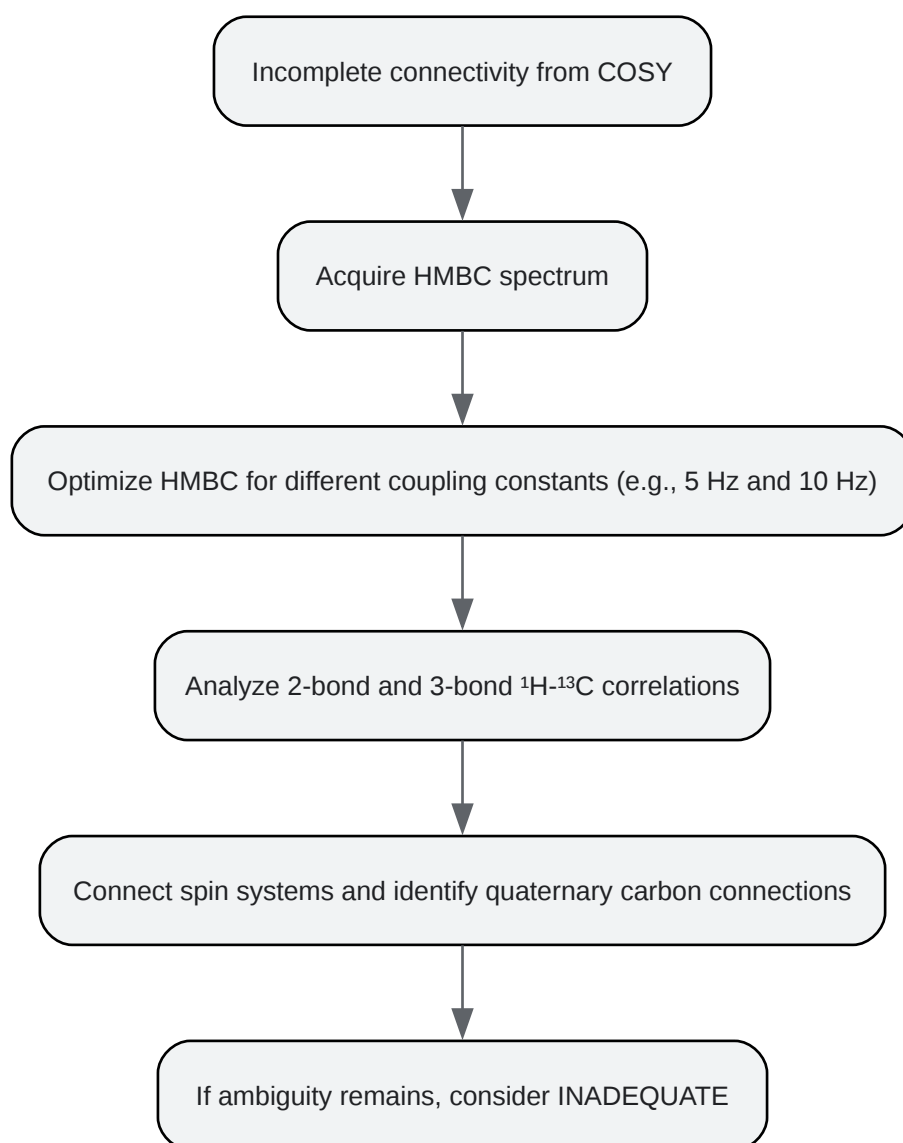 Incomplete connectivity from COSY
Acquire HMBC spectrum
Optimize HMBC for different coupling constants (e.g., 5 Hz and 10 Hz)
Analyze 2-bond and 3-bond ¹H-¹³C correlations
Connect spin systems and identify quaternary carbon connections
If ambiguity remains, consider INADEQUATE